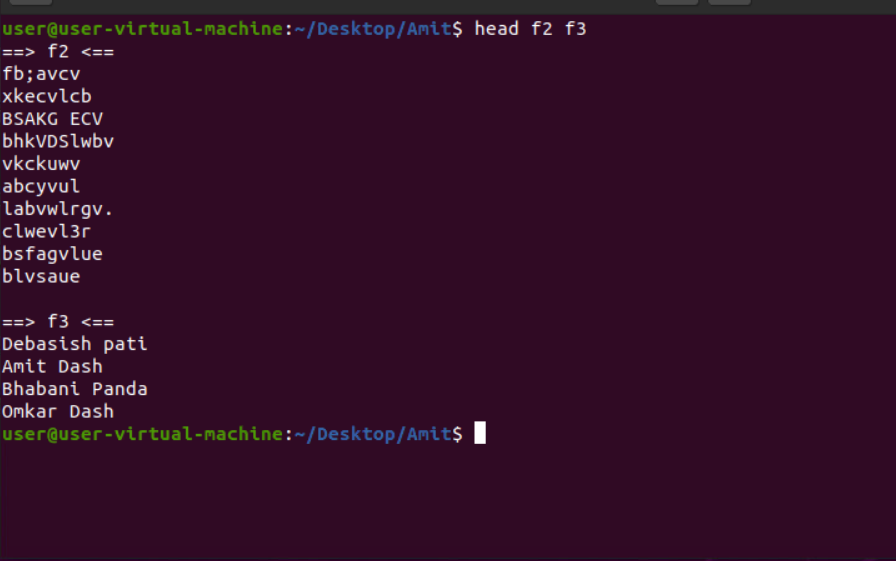 user@user-virtual-machine:~/Desktop/Amit$ head f2 f3
==> f2 <==
fb;avcv
xkecvlcb
BSAKG ECV
bhkVDSlwbv
vkckuwv
abcyvul
labvwlrgv.
clwevl3r
bsfagvlue
blvsaue

==> f3 <==
Debasish pati
Amit Dash
Bhabani Panda
Omkar Dash
user@user-virtual-machine:~/Desktop/Amit$